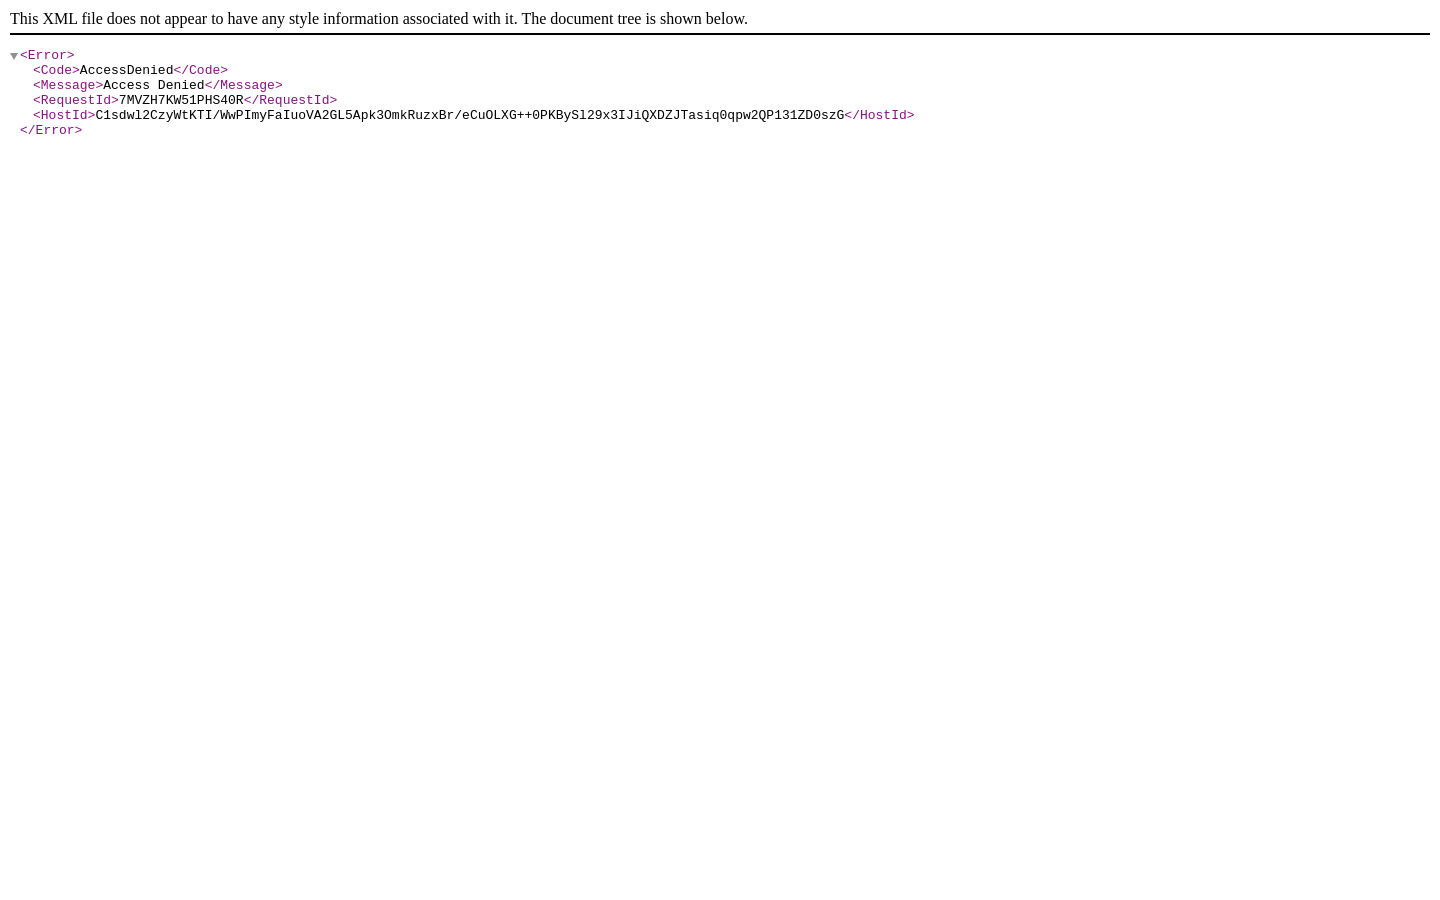 This XML file does not appear to have any style information associated with it. The document tree is shown below.
<Error>
<Code>AccessDenied</Code>
<Message>Access Denied</Message>
<RequestId>7MVZH7KW51PHS40R</RequestId>
<HostId>C1sdwl2CzyWtKTI/WwPImyFaIuoVA2GL5Apk3OmkRuzxBr/eCuOLXG++0PKBySl29x3IJiQXDZJTasiq0qpw2QP131ZD0szG</HostId>
</Error>